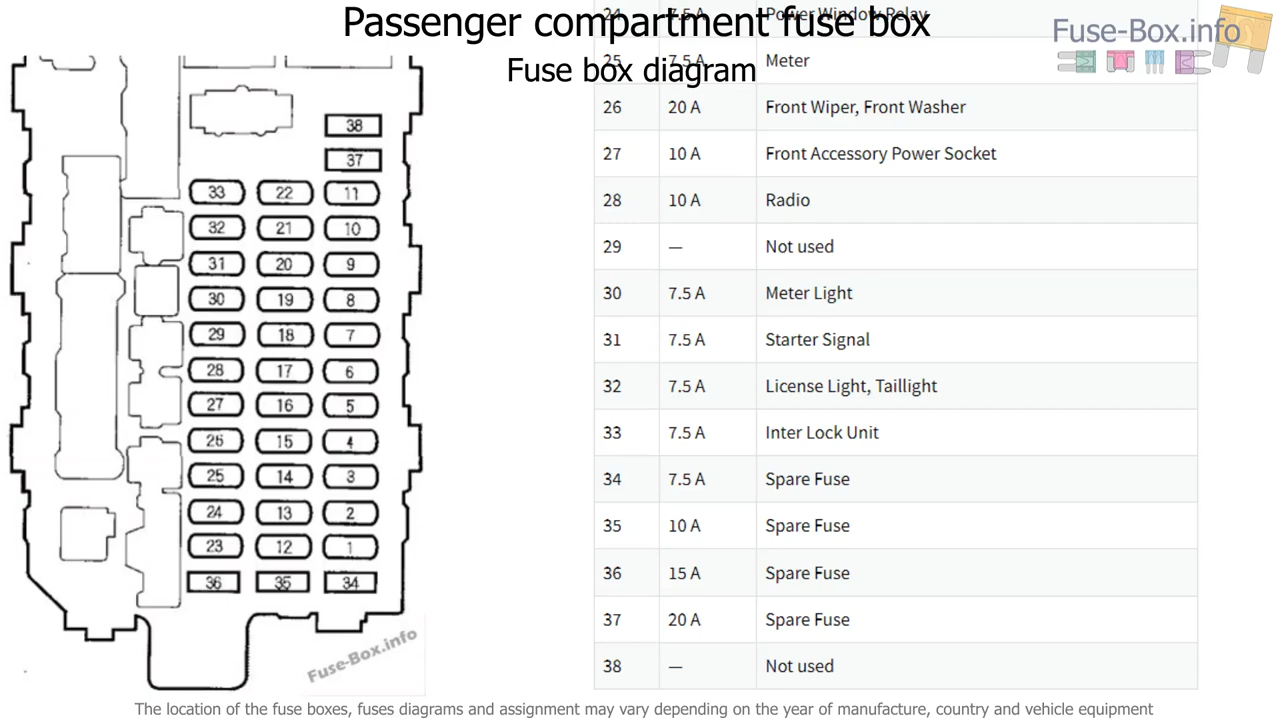 Passenger compartment fuse box
Fuse box diagram
Fuse-Box.info
38
37
33 22 11
32 21 10
31 20 9
30 19 8
29 18 7
28 17 6
27 16 5
26 15 4
25 14 3
24 13 2
23 12 1
36 35 34
Fuse-Box.info
24 7.5 A Power Window Relay
25 7.5 A Meter
26 20 A Front Wiper, Front Washer
27 10 A Front Accessory Power Socket
28 10 A Radio
29 — Not used
30 7.5 A Meter Light
31 7.5 A Starter Signal
32 7.5 A License Light, Taillight
33 7.5 A Inter Lock Unit
34 7.5 A Spare Fuse
35 10 A Spare Fuse
36 15 A Spare Fuse
37 20 A Spare Fuse
38 — Not used
The location of the fuse boxes, fuses diagrams and assignment may vary depending on the year of manufacture, country and vehicle equipment